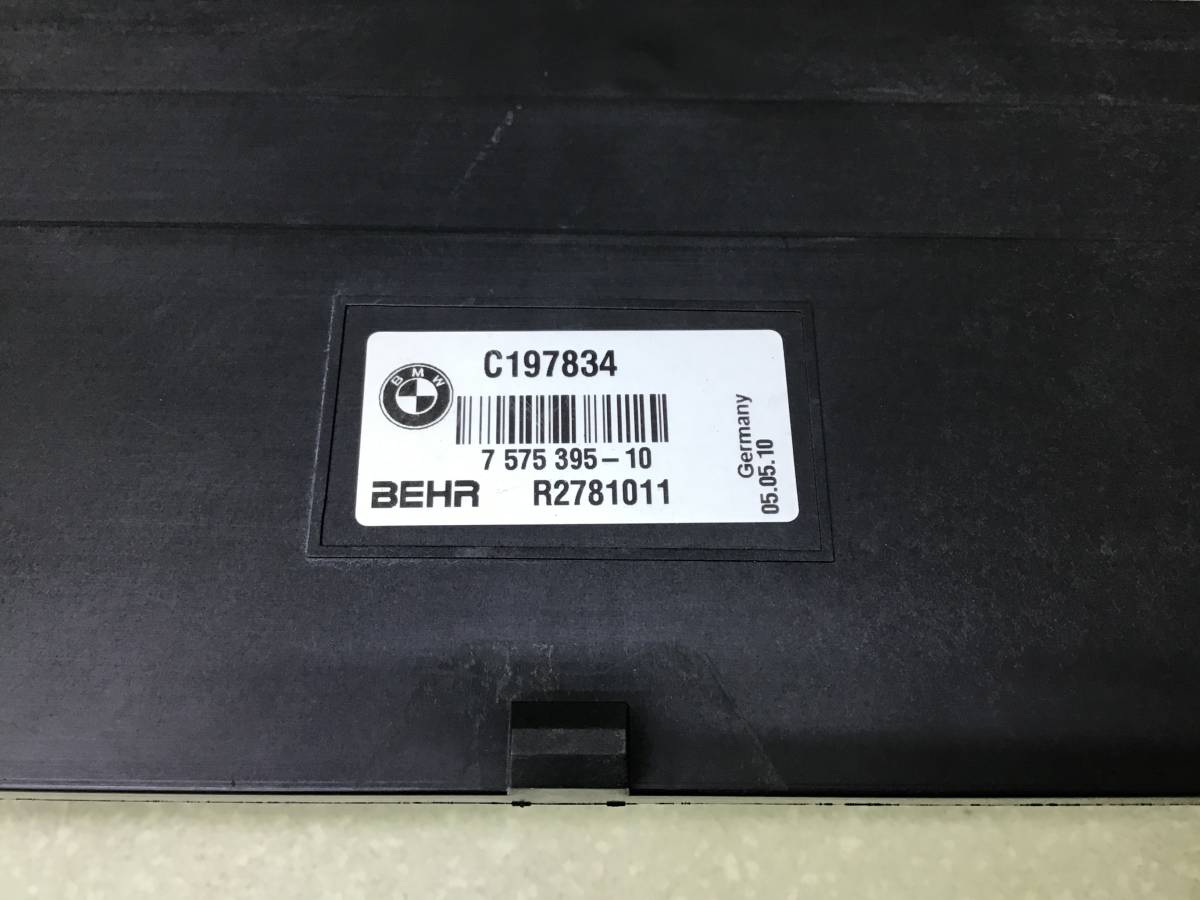 C197834
BMW
7 575 395-10
BEHR R2781011
Germany
05.05.10